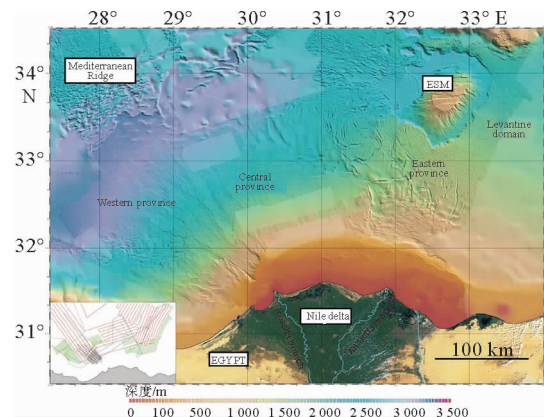 28° 29° 30° 31° 32° 33° E
34°
N
33°
32°
31°
Mediterranean
Ridge
ESM
Levantine
domain
Eastern
province
Central
province
Western province
Nile delta
EGYPT
100 km
深度/m
0 100 500 1 000 1 500 2 000 2 500 3 000 3 500